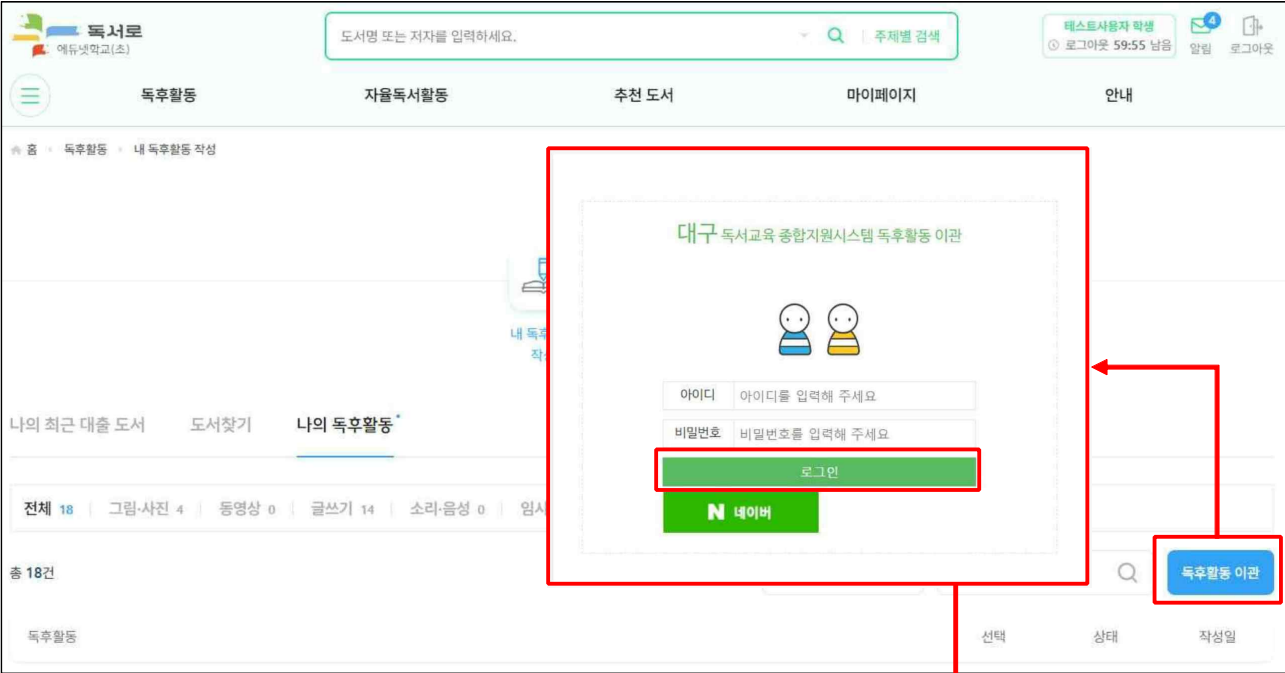 독서로
에듀넷학교(초)
도서명 또는 저자를 입력하세요.
주제별 검색
테스트사용자 학생
로그아웃 59:55 남음
4
알림
로그아웃
독후활동
자율독서활동
추천 도서
마이페이지
안내
홈 독후활동 내 독후활동 작성
대구 독서교육 종합지원시스템 독후활동 이관
내 독후
아이디 아이디를 입력해 주세요
비밀번호 비밀번호를 입력해 주세요
로그인
N 네이버
나의 최근 대출 도서 도서찾기 나의 독후활동
전체 18 그림·사진 4 동영상 0 글쓰기 14 소리·음성 0 임시
총 18건
독후활동 이관
독후활동 선택 상태 작성일